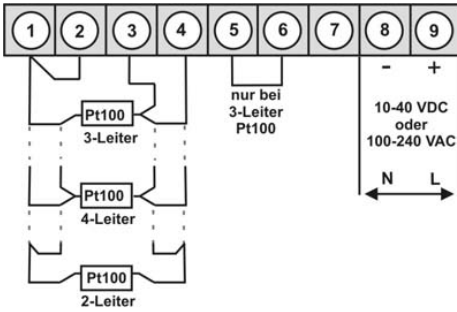 1 2 3 4 5 6 7 8 9
- +
Pt100
3-Leiter
nur bei
3-Leiter
Pt100
10-40 VDC
oder
100-240 VAC
N L
Pt100
4-Leiter
Pt100
2-Leiter